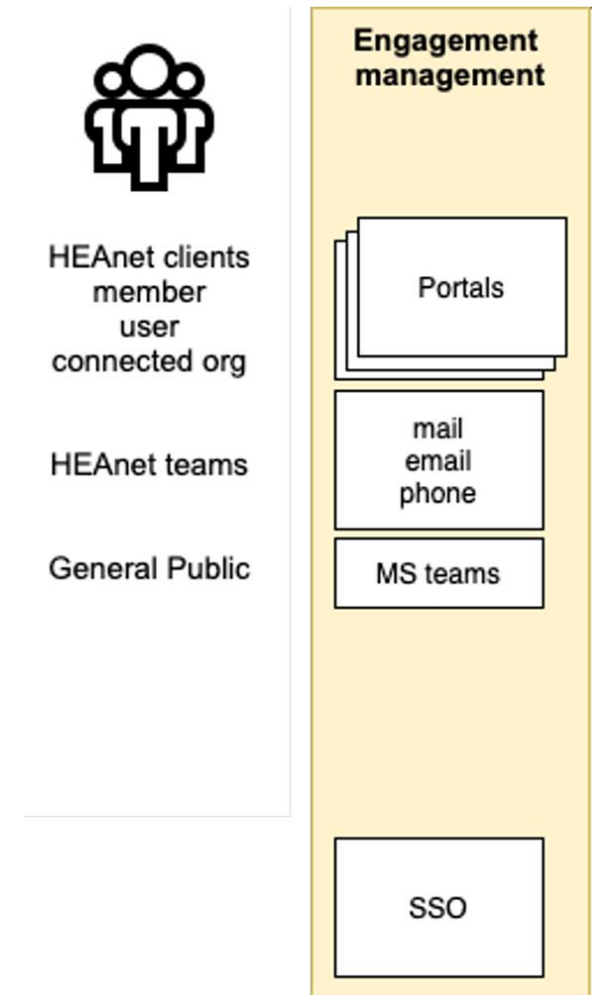 HEAnet clients
member
user
connected org
HEAnet teams
General Public
Engagement
management
Portals
mail
email
phone
MS teams
SSO